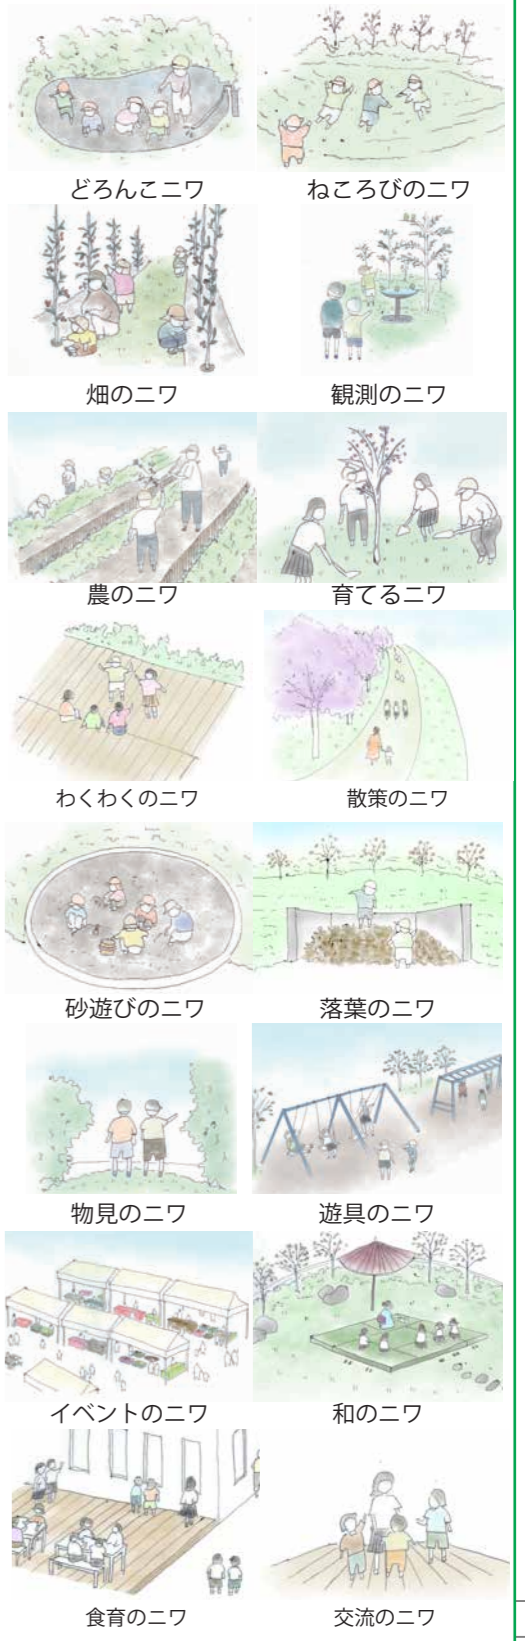 どろんこニワ
ねころびのニワ
畑のニワ
観測のニワ
農のニワ
育てるニワ
わくわくのニワ
散策のニワ
砂遊びのニワ
落葉のニワ
物見のニワ
遊具のニワ
イベントのニワ
和のニワ
食育のニワ
交流のニワ